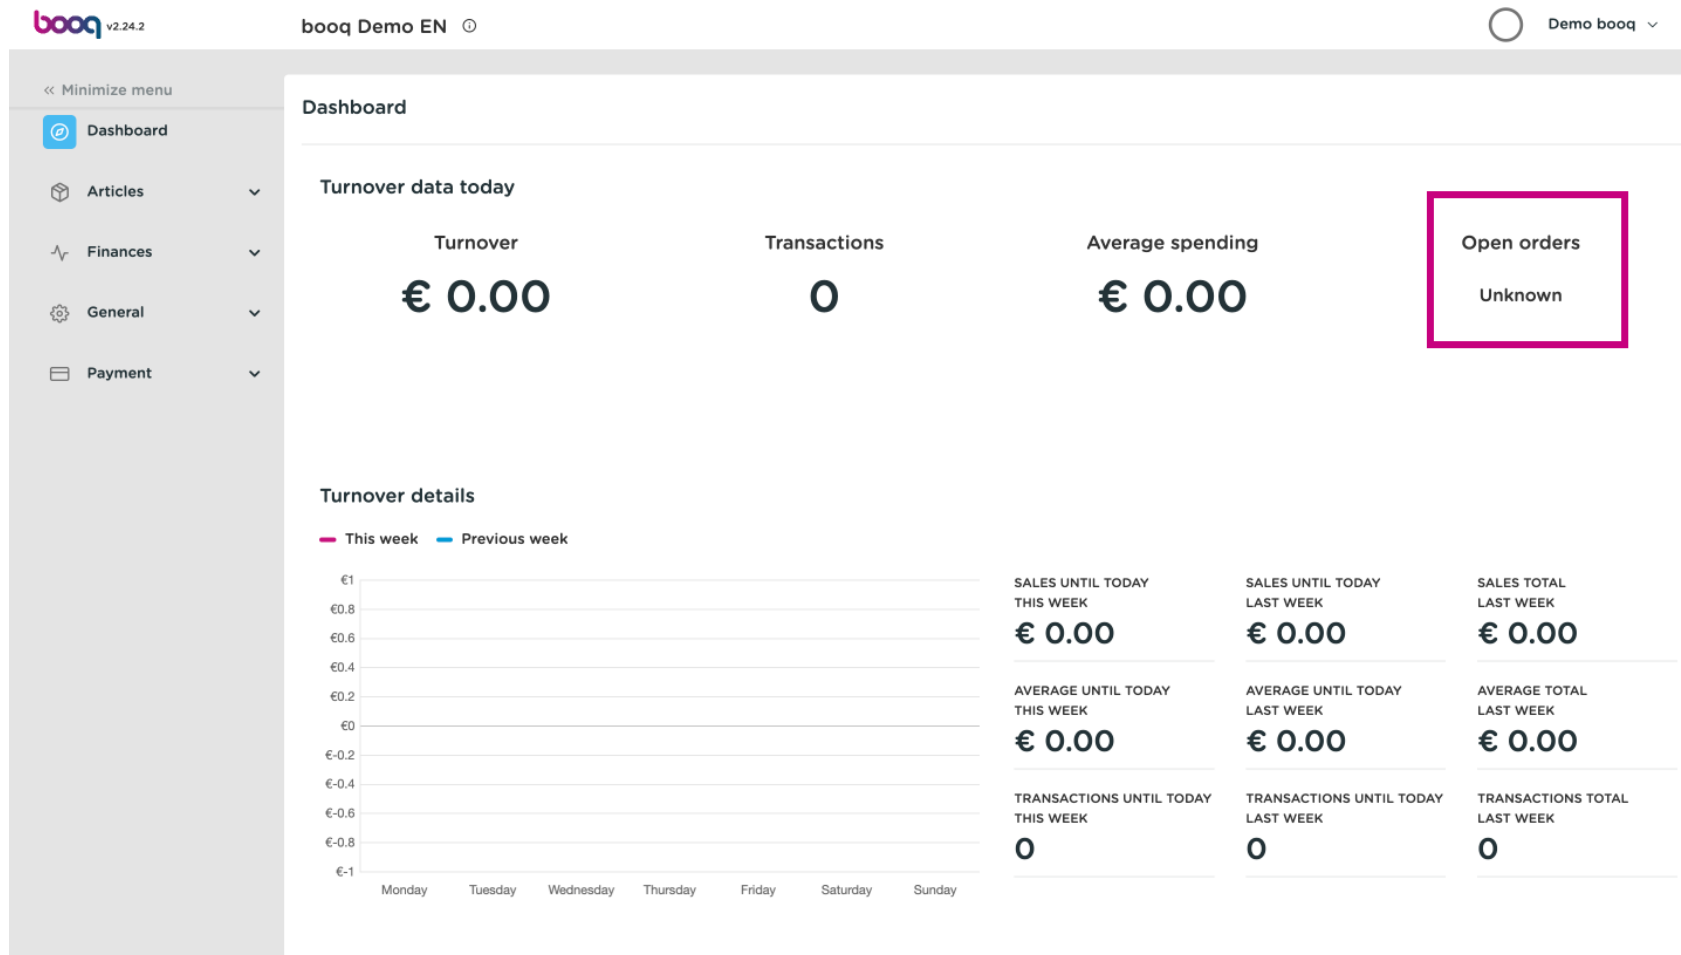 booq v2.24.2
booq Demo EN
Demo booq
Minimize menu
Dashboard
Articles
Finances
General
Payment
Dashboard
Turnover data today
Turnover
€ 0.00
Transactions
0
Average spending
€ 0.00
Open orders
Unknown
Turnover details
This week
Previous week
€1
€0.8
€0.6
€0.4
€0.2
€0
€-0.2
€-0.4
€-0.6
€-0.8
€-1
Monday
Tuesday
Wednesday
Thursday
Friday
Saturday
Sunday
SALES UNTIL TODAY
THIS WEEK
€ 0.00
SALES UNTIL TODAY
LAST WEEK
€ 0.00
SALES TOTAL
LAST WEEK
€ 0.00
AVERAGE UNTIL TODAY
THIS WEEK
€ 0.00
AVERAGE UNTIL TODAY
LAST WEEK
€ 0.00
AVERAGE TOTAL
LAST WEEK
€ 0.00
TRANSACTIONS UNTIL TODAY
THIS WEEK
0
TRANSACTIONS UNTIL TODAY
LAST WEEK
0
TRANSACTIONS TOTAL
LAST WEEK
0